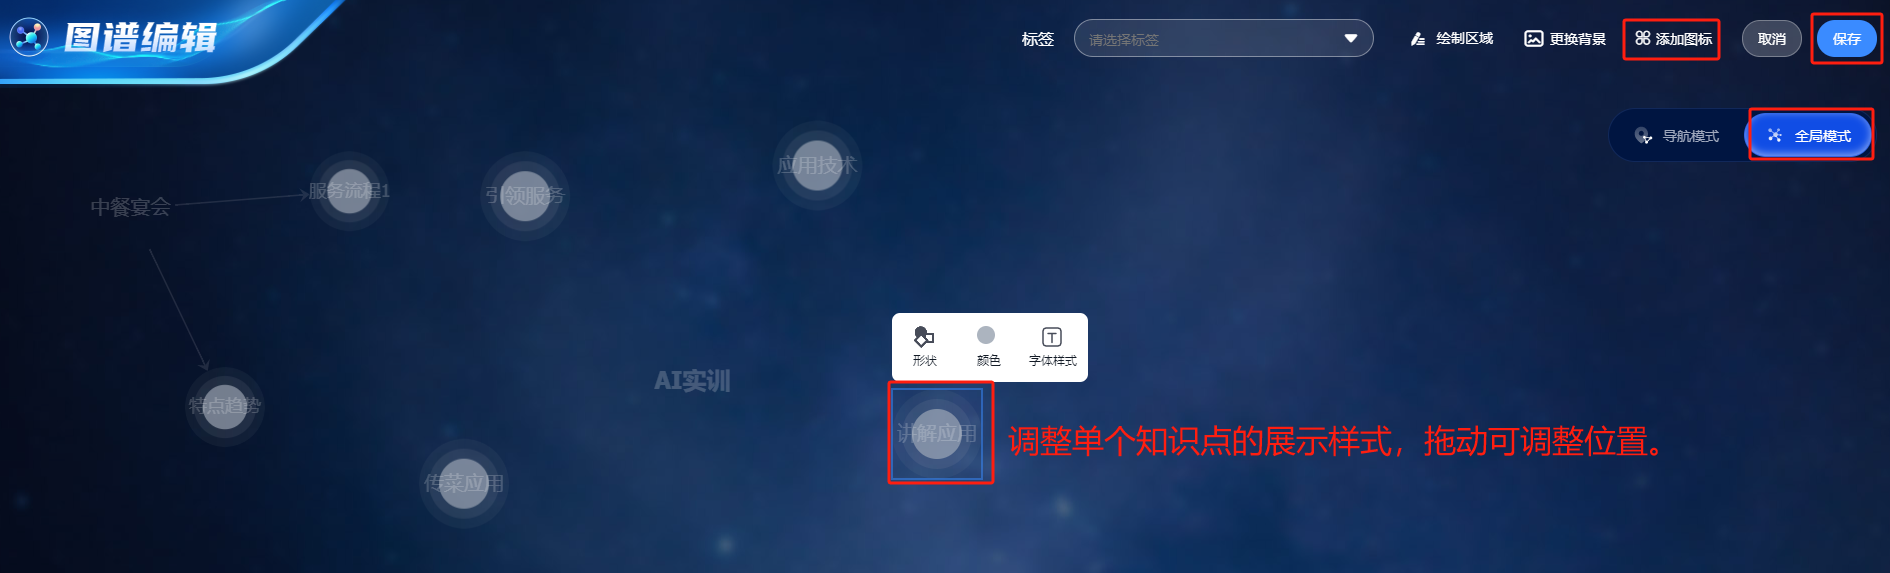 图谱编辑
标签
请选择标签
绘制区域
更换背景
添加图标
取消
保存
导航模式
全局模式
应用技术
服务流程1
引领服务
中餐宴会
形状
颜色
字体样式
AI实训
特点趋势
讲解应用
调整单个知识点的展示样式，拖动可调整位置。
传菜应用